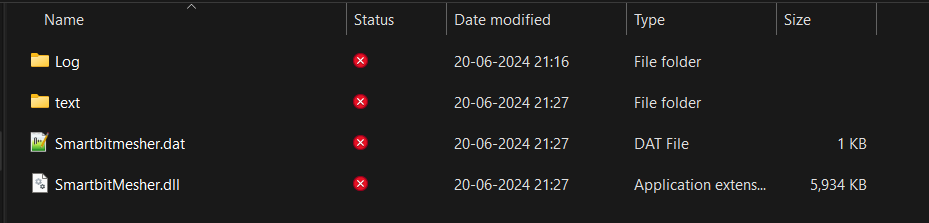 Name Status Date modified Type Size
Log 20-06-2024 21:16 File folder
text 20-06-2024 21:27 File folder
Smartbitmesher.dat 20-06-2024 21:27 DAT File 1 KB
SmartbitMesher.dll 20-06-2024 21:27 Application extens... 5,934 KB